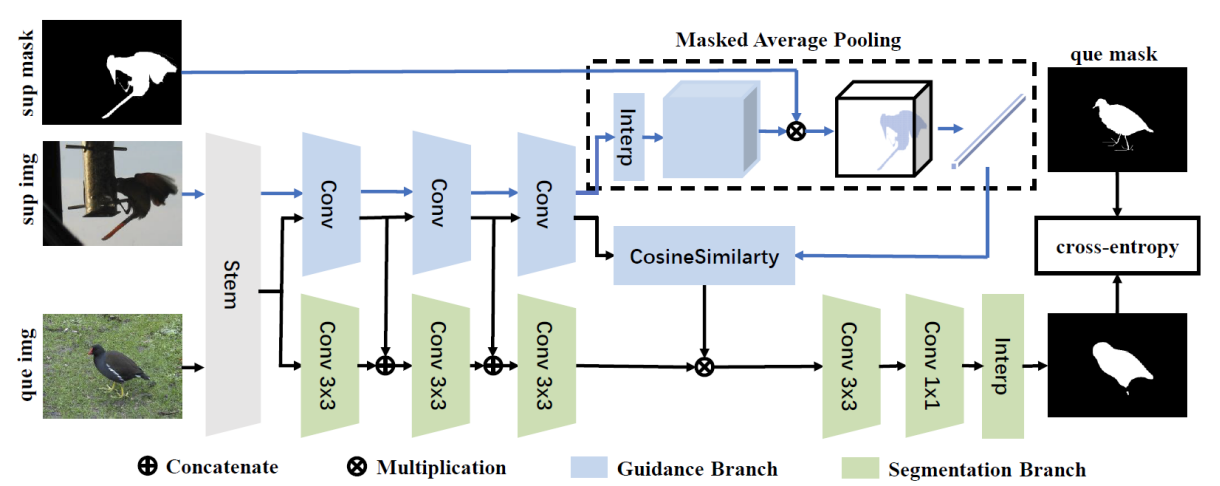 Masked Average Pooling
que mask
sup mask
sup img
que img
Stem
Conv
Conv
Conv
Interp
CosineSimilarty
cross-entropy
Conv 3x3
Conv 3x3
Conv 3x3
Conv 3x3
Conv 1x1
Interp
Concatenate
Multiplication
Guidance Branch
Segmentation Branch